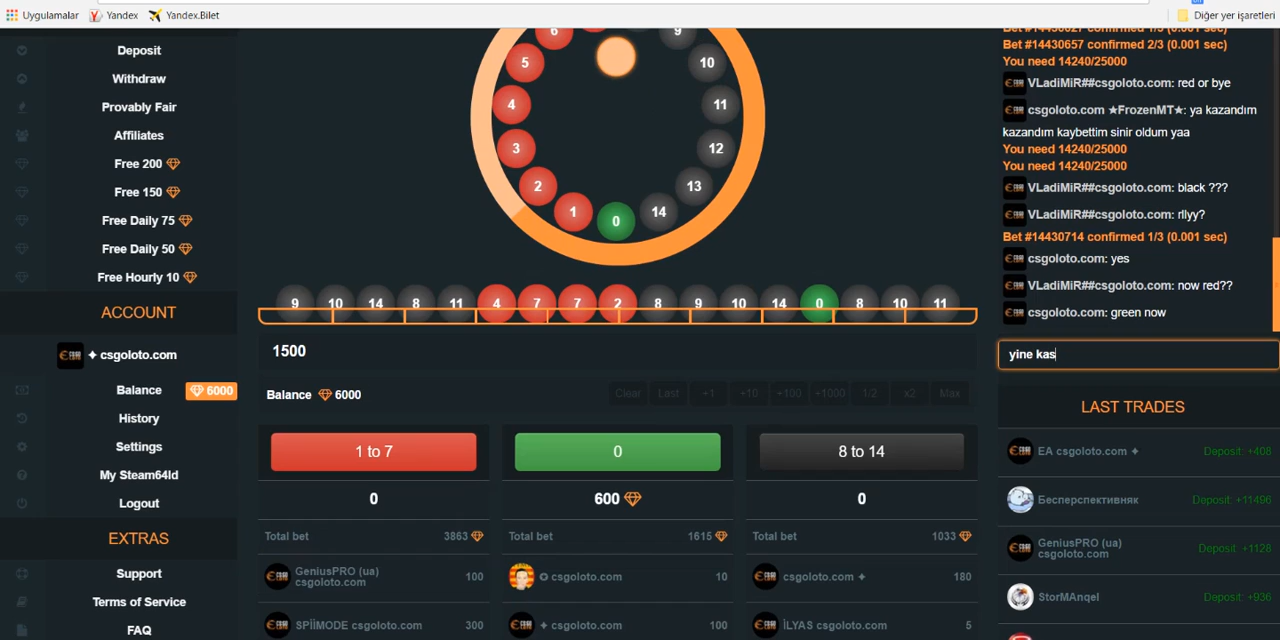 Uygulamalar Yandex Yandex.Bilet Diğer yer işaretleri
Deposit
Withdraw
Provably Fair
Affiliates
Free 200
Free 150
Free Daily 75
Free Daily 50
Free Hourly 10
ACCOUNT
✦ csgoloto.com
Balance 6000
History
Settings
My Steam64Id
Logout
EXTRAS
Support
Terms of Service
FAQ
6 9
5 10
4 11
3 12
2 13
1 0 14
9 10 14 8 11 4 7 7 2 8 9 10 14 0 8 10 11
1500
Balance 6000 Clear Last +1 +10 +100 +1000 1/2 x2 Max
1 to 7
0
Total bet 3863
GeniusPRO (ua)
csgoloto.com 100
SPİİMODE csgoloto.com 300
0
600
Total bet 1615
✪ csgoloto.com 10
✦ csgoloto.com 100
8 to 14
0
Total bet 1033
csgoloto.com ✦ 180
İLYAS csgoloto.com 5
Bet #14430657 confirmed 2/3 (0.001 sec)
You need 14240/25000
VLadiMiR##csgoloto.com: red or bye
csgoloto.com ★FrozenMT★: ya kazandım
kazandım kaybettim sinir oldum yaa
You need 14240/25000
You need 14240/25000
VLadiMiR##csgoloto.com: black ???
VLadiMiR##csgoloto.com: rllyy?
Bet #14430714 confirmed 1/3 (0.001 sec)
csgoloto.com: yes
VLadiMiR##csgoloto.com: now red??
csgoloto.com: green now
yine kas
LAST TRADES
EA csgoloto.com ✦ Deposit: +408
Бесперспективняк Deposit: +11496
GeniusPRO (ua)
csgoloto.com Deposit: +1128
StorMAnqel Deposit: +936